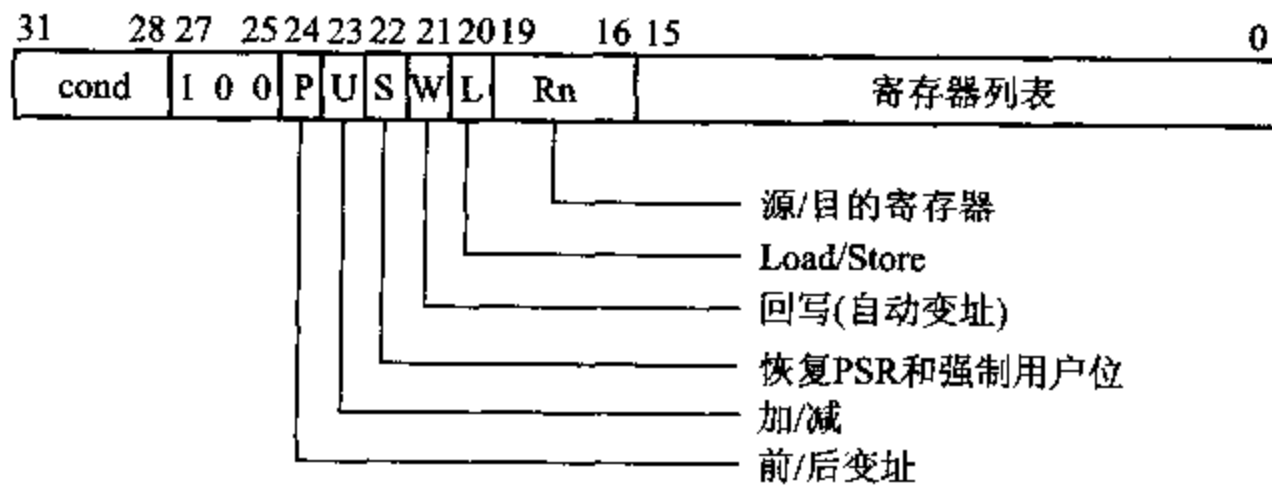 31 28 27 25 24 23 22 21 20 19 16 15 0
cond 1 0 0 P U S W L Rn 寄存器列表
源/目的寄存器
Load/Store
回写(自动变址)
恢复PSR和强制用户位
加/减
前/后变址